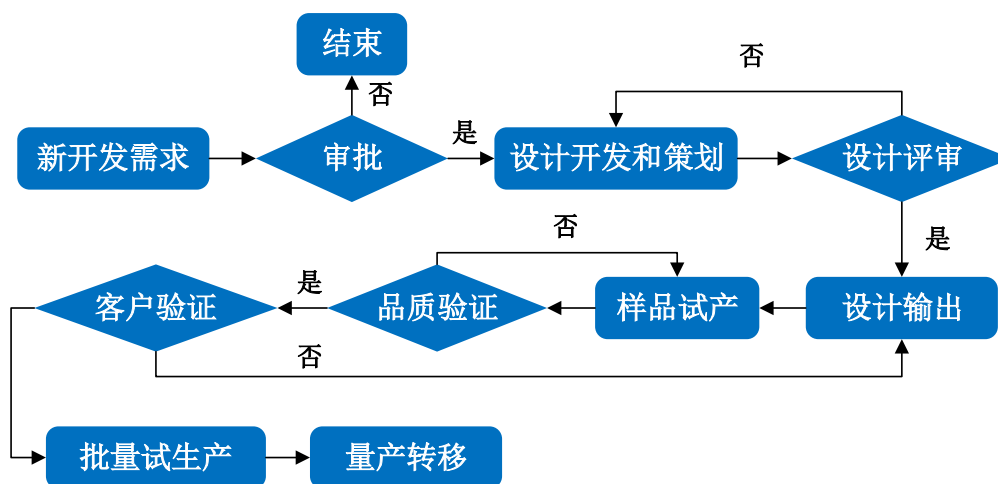 结束
否
否
新开发需求
审批
是
设计开发和策划
设计评审
否
是
客户验证
是
品质验证
样品试产
设计输出
否
批量试生产
量产转移